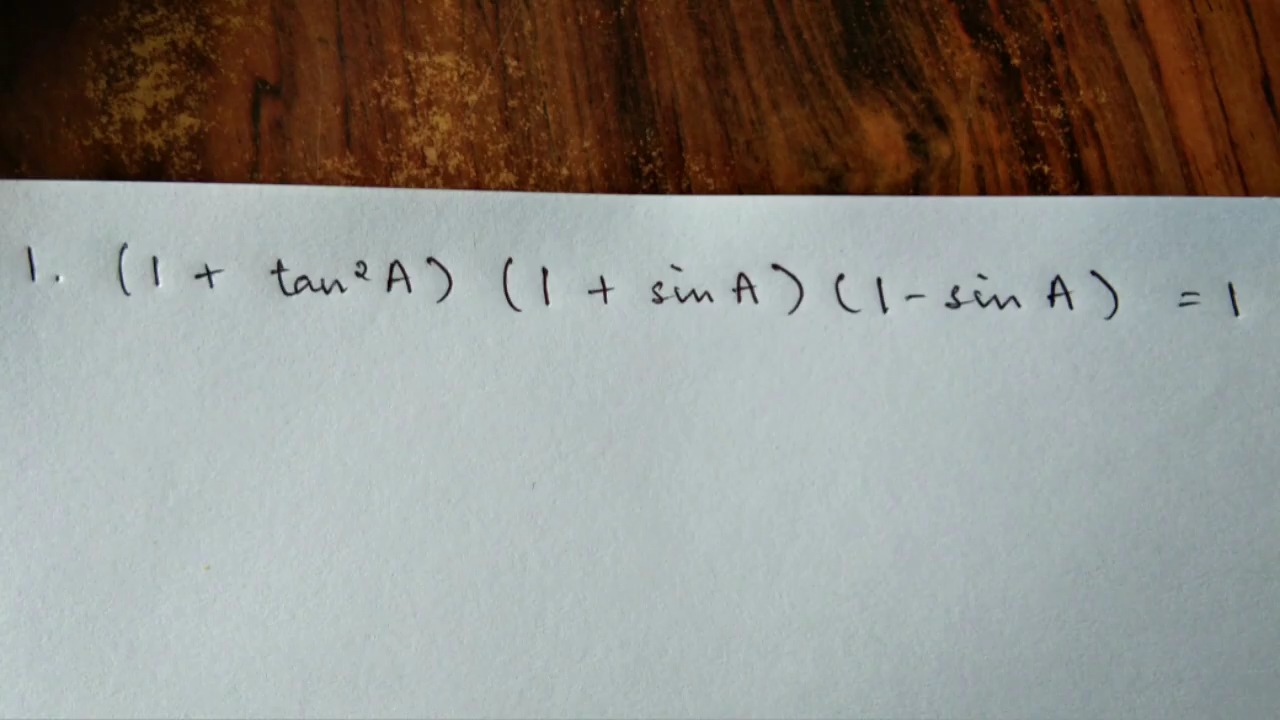 1. (1 + tan²A) (1 + sin A) (1 - sin A) = 1